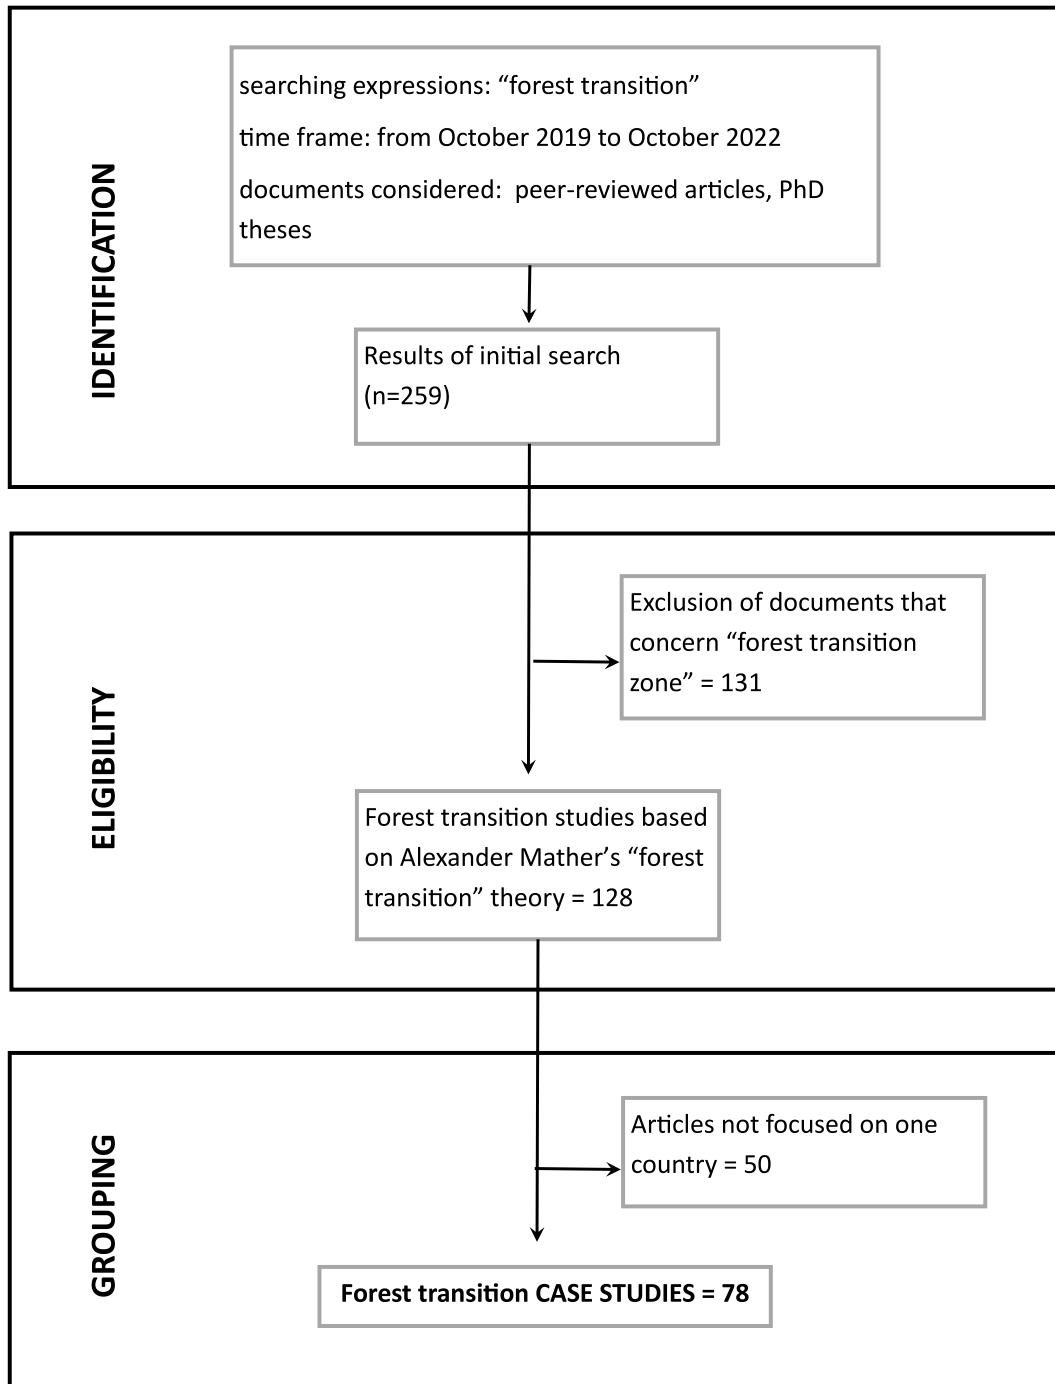 IDENTIFICATION
searching expressions: “forest transition”
time frame: from October 2019 to October 2022
documents considered:  peer-reviewed articles, PhD
theses
Results of initial search
(n=259)
ELIGIBILITY
Exclusion of documents that
concern “forest transition
zone” = 131
Forest transition studies based
on Alexander Mather’s “forest
transition” theory = 128
GROUPING
Articles not focused on one
country = 50
Forest transition CASE STUDIES = 78